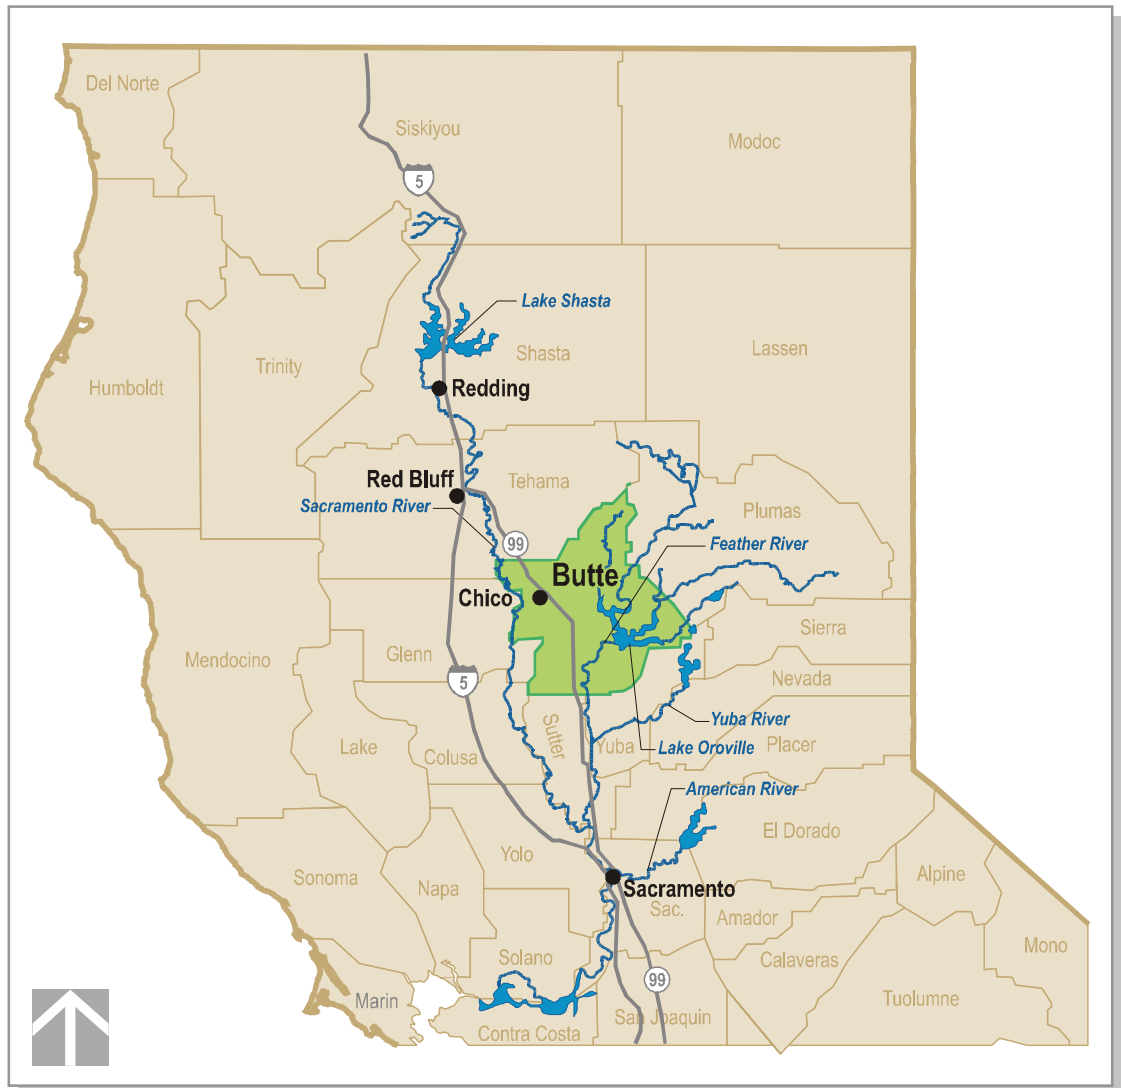 Del Norte
Siskiyou
Modoc
5
Lake Shasta
Shasta
Lassen
Trinity
Humboldt
Redding
Red Bluff
Tehama
Sacramento River
Plumas
99
Feather River
Butte
Chico
Sierra
Glenn
Mendocino
Nevada
5
Yuba River
Sutter
Yuba
Lake Oroville
Placer
Lake
Colusa
American River
El Dorado
Yolo
Alpine
Sonoma
Napa
Sacramento
Sac.
Amador
Mono
Solano
Calaveras
99
Marin
Tuolumne
San Joaquin
Contra Costa